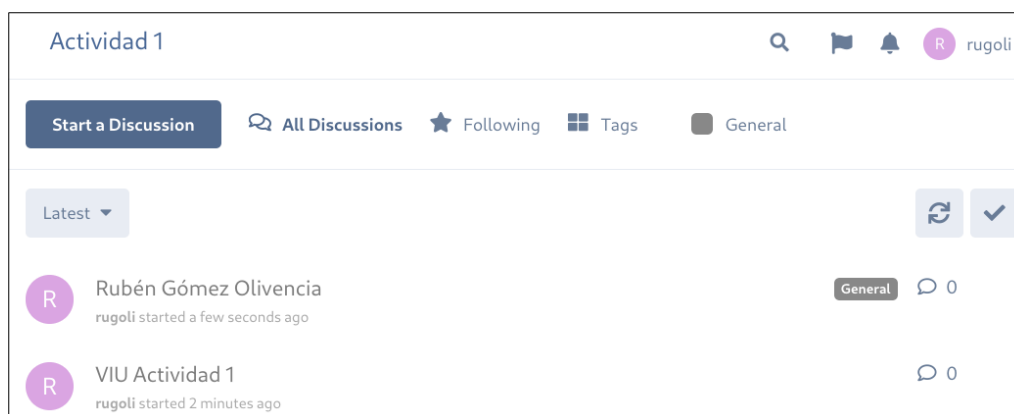 Actividad 1
R rugoli
Start a Discussion All Discussions Following Tags General
Latest
R Rubén Gómez Olivencia General 0
rugoli started a few seconds ago
R VIU Actividad 1 0
rugoli started 2 minutes ago